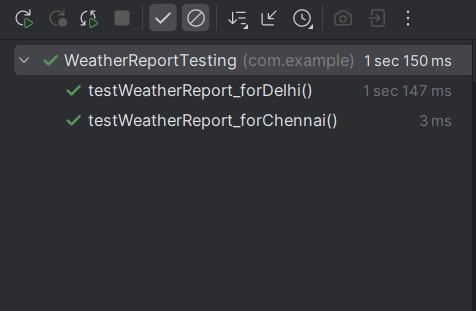 WeatherReportTesting (com.example) 1 sec 150 ms
testWeatherReport_forDelhi() 1 sec 147 ms
testWeatherReport_forChennai() 3 ms